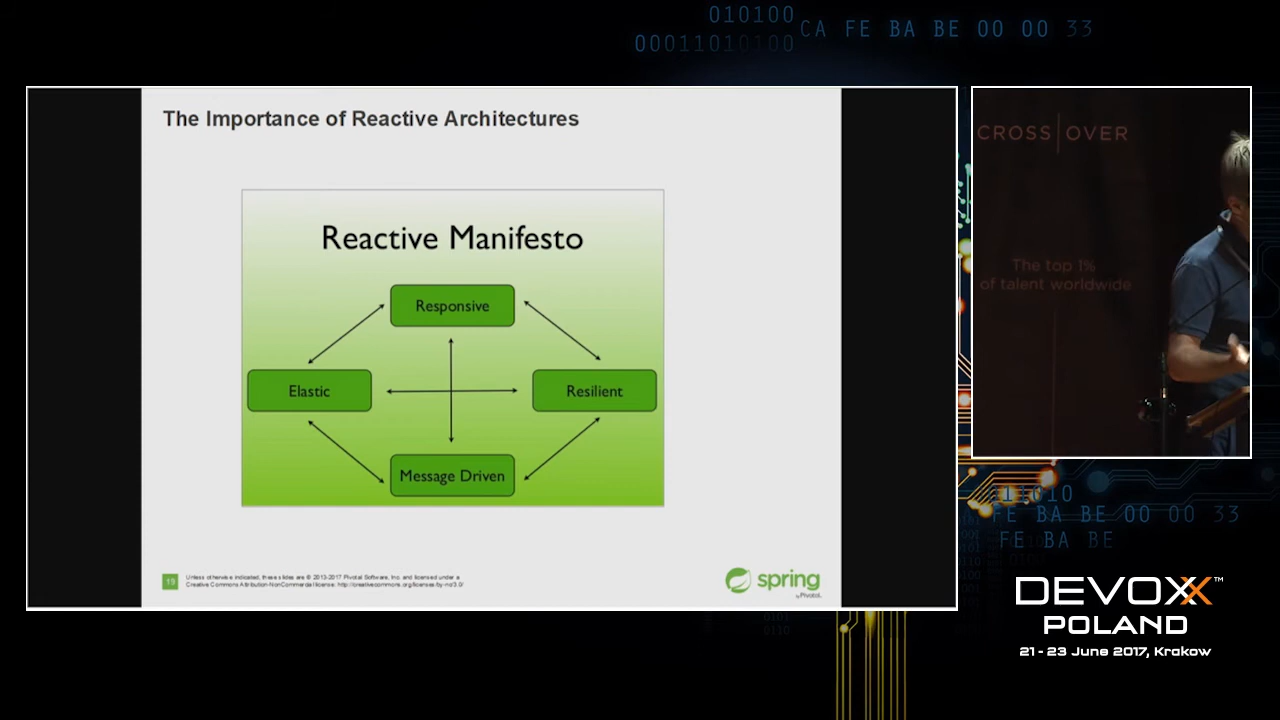 010100
00011010100
CA FE BA BE 00 00 33
The Importance of Reactive Architectures
Reactive Manifesto
Responsive
Elastic
Resilient
Message Driven
15
Unless otherwise indicated, these slides are © 2013-2017 Pivotal Software, Inc. and licensed under a
Creative Commons Attribution-NonCommercial license: http://creativecommons.org/licenses/by-nc/3.0/
spring
by Pivotal
CROSS OVER
The top 1%
of talent worldwide
011010
FE BA BE 00 00 33
FE BA BE
DEVOXX™
POLAND
21 - 23 June 2017, Krakow